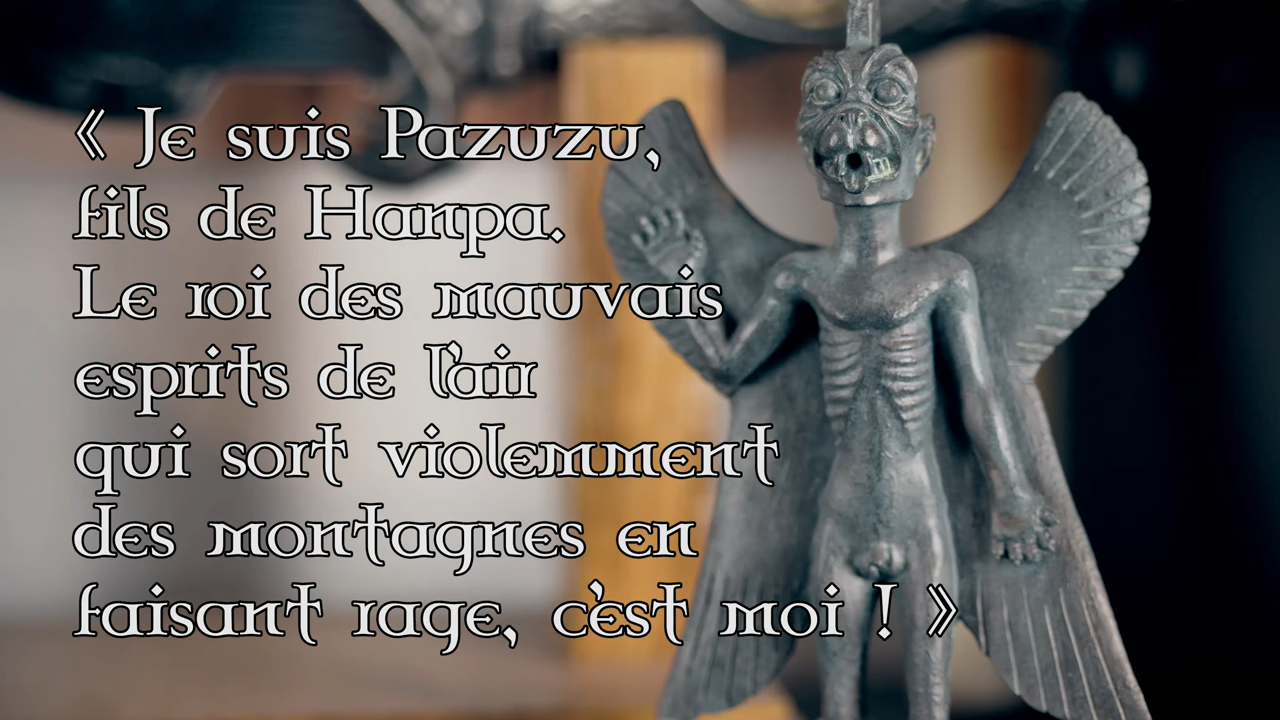 « Je suis Pazuzu,
fils de Hanpa.
Le roi des mauvais
esprits de l'air
qui sort violemment
des montagnes en
faisant rage, c'est moi ! »